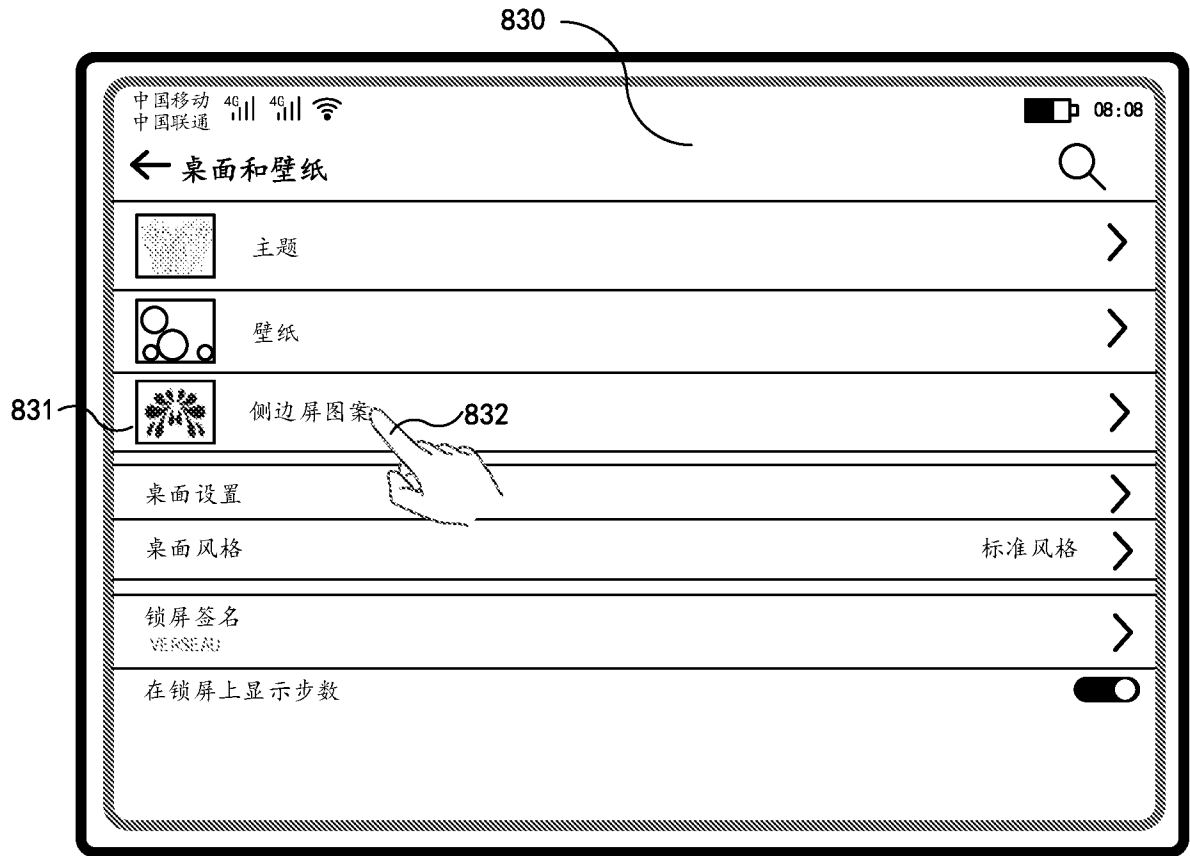 830
中国移动 4G 4G 08:08
中国联通
桌面和壁纸
主题
壁纸
831 侧边屏图案 832
桌面设置
桌面风格 标准风格
锁屏签名
VERSEAU
在锁屏上显示步数